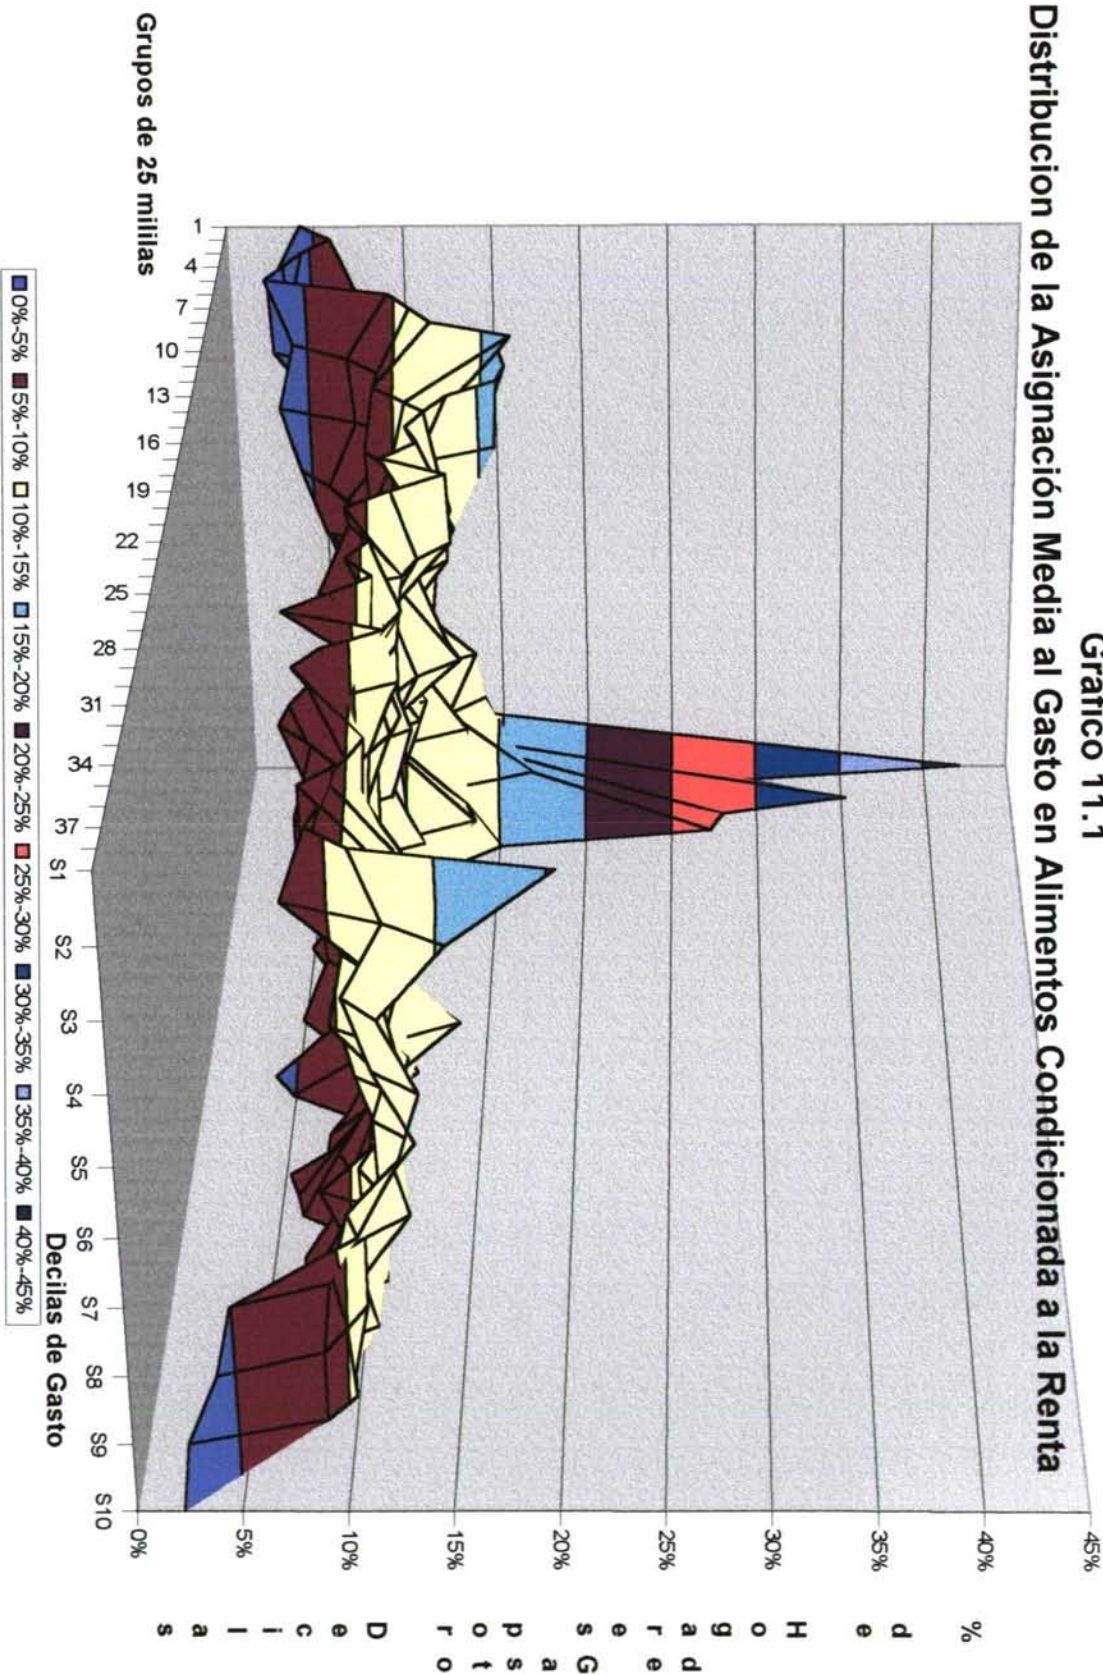 Gráfico 11.1
Distribucion de la Asignación Media al Gasto en Alimentos Condicionada a la Renta
45%
40%
35%
30%
25%
20%
15%
10%
5%
0%
% de Hogares por Decilas
de Gasto
1
4
7
10
13
16
19
22
25
28
31
34
37
S1
S2
S3
S4
S5
S6
S7
S8
S9
S10
Grupos de 25 mililas
Decilas de Gasto
0%-5% 5%-10% 10%-15% 15%-20% 20%-25% 25%-30% 30%-35% 35%-40% 40%-45%